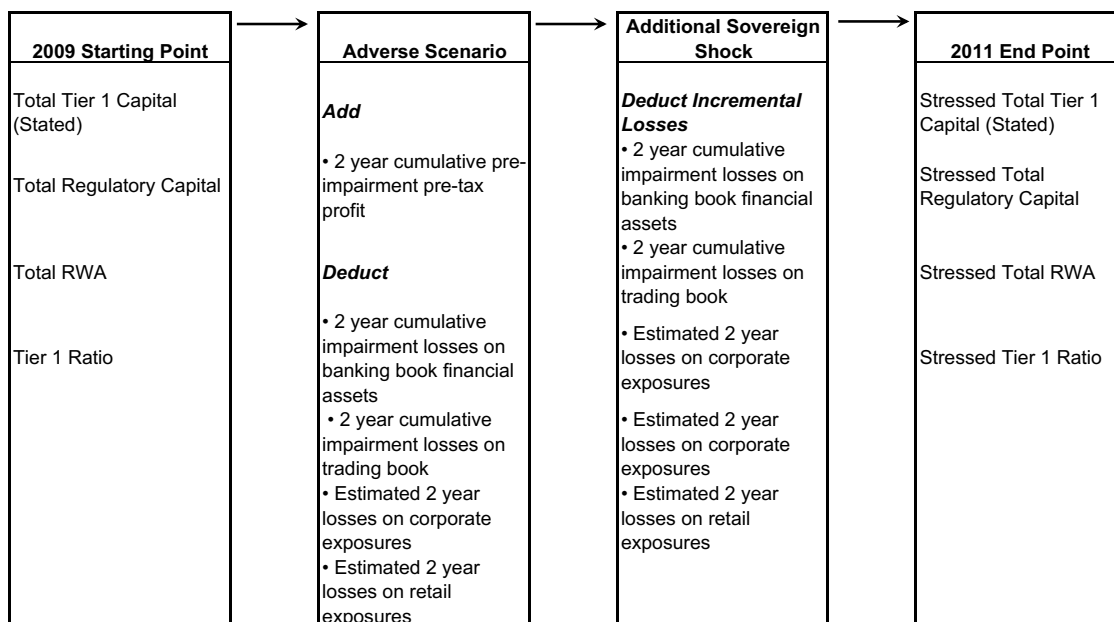 2009 Starting Point
Total Tier 1 Capital
(Stated)
Total Regulatory Capital
Total RWA
Tier 1 Ratio
Adverse Scenario
Add
• 2 year cumulative pre-
impairment pre-tax
profit
Deduct
• 2 year cumulative
impairment losses on
banking book financial
assets
• 2 year cumulative
impairment losses on
trading book
• Estimated 2 year
losses on corporate
exposures
• Estimated 2 year
losses on retail
exposures
Additional Sovereign
Shock
Deduct Incremental
Losses
• 2 year cumulative
impairment losses on
banking book financial
assets
• 2 year cumulative
impairment losses on
trading book
• Estimated 2 year
losses on corporate
exposures
• Estimated 2 year
losses on corporate
exposures
• Estimated 2 year
losses on retail
exposures
2011 End Point
Stressed Total Tier 1
Capital (Stated)
Stressed Total
Regulatory Capital
Stressed Total RWA
Stressed Tier 1 Ratio